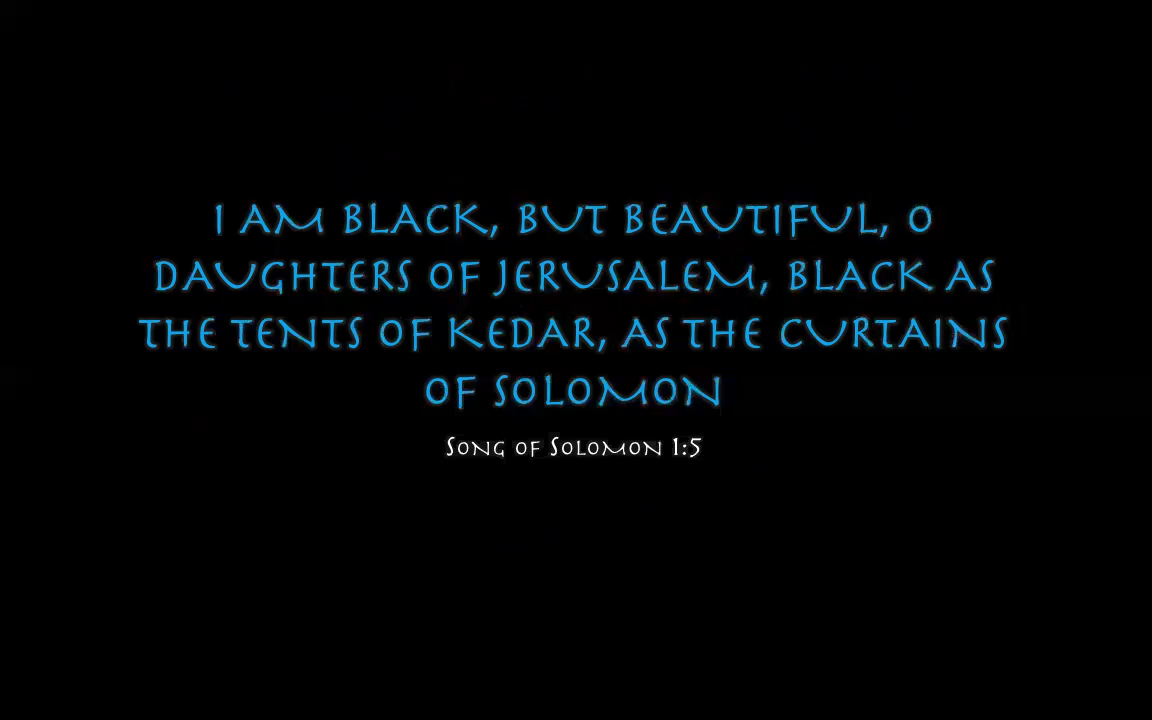 I AM BLACK, BUT BEAUTIFUL, O
DAUGHTERS OF JERUSALEM, BLACK AS
THE TENTS OF KEDAR, AS THE CURTAINS
OF SOLOMON
SONG OF SOLOMON 1:5